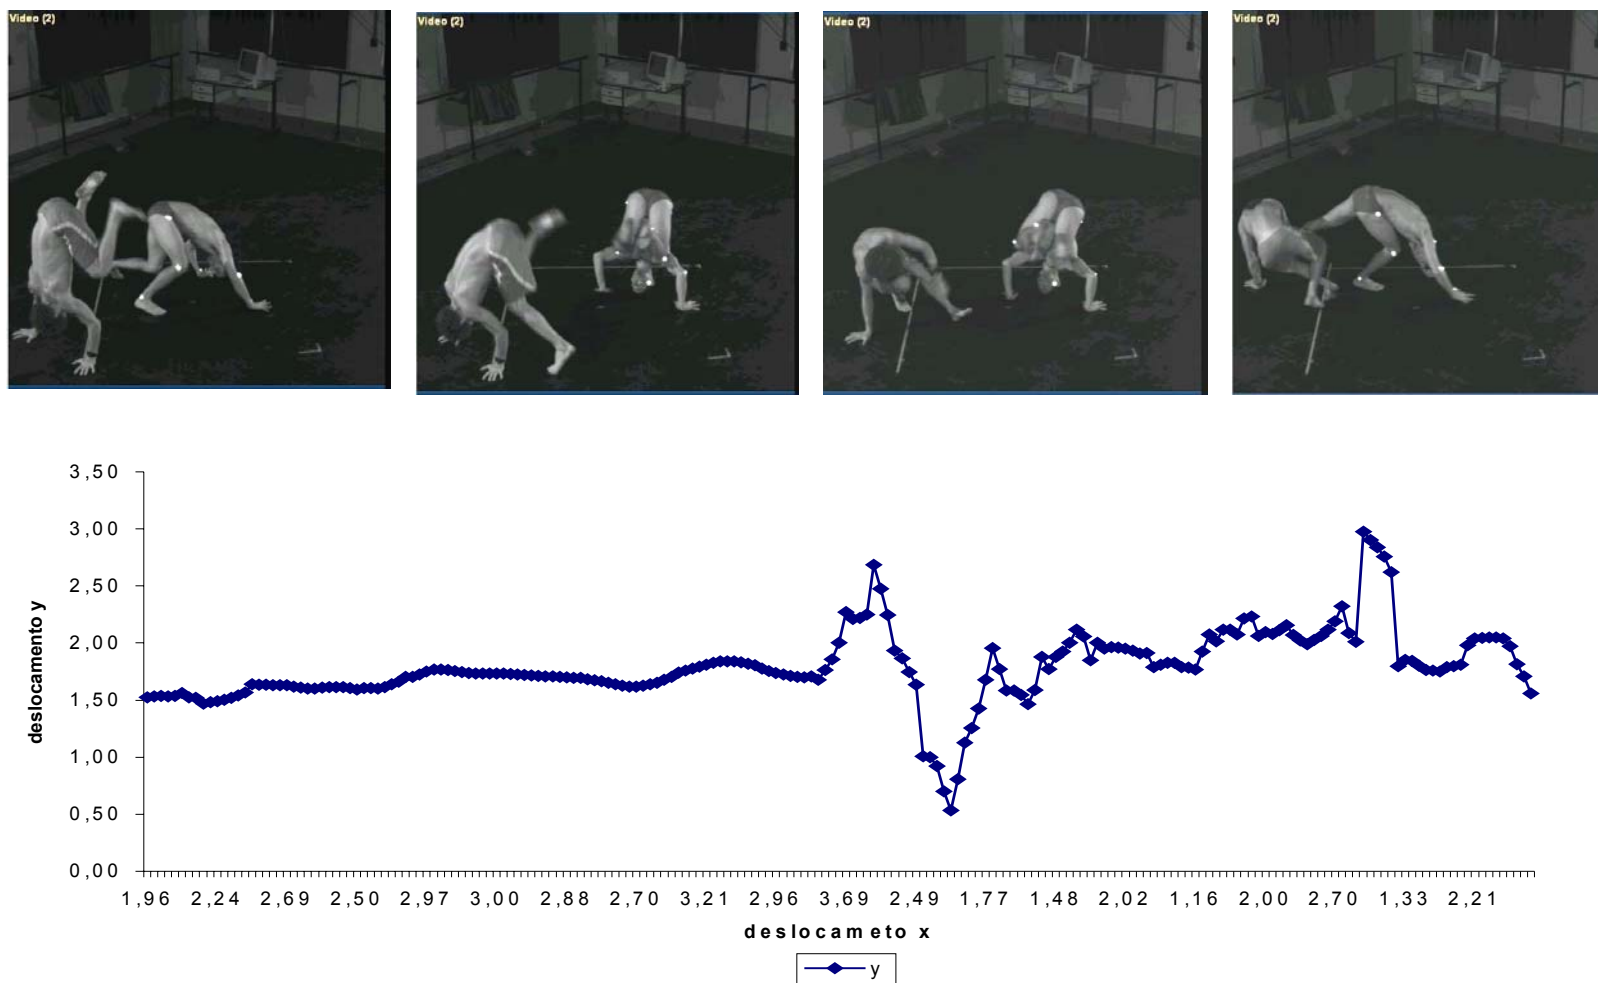 Video (2)
Video (2)
Video (2)
Video (2)
3,50
3,00
2,50
2,00
1,50
1,00
0,50
0,00
deslocamento y
1,96 2,24 2,69 2,50 2,97 3,00 2,88 2,70 3,21 2,96 3,69 2,49 1,77 1,48 2,02 1,16 2,00 2,70 1,33 2,21
deslocameto x
y